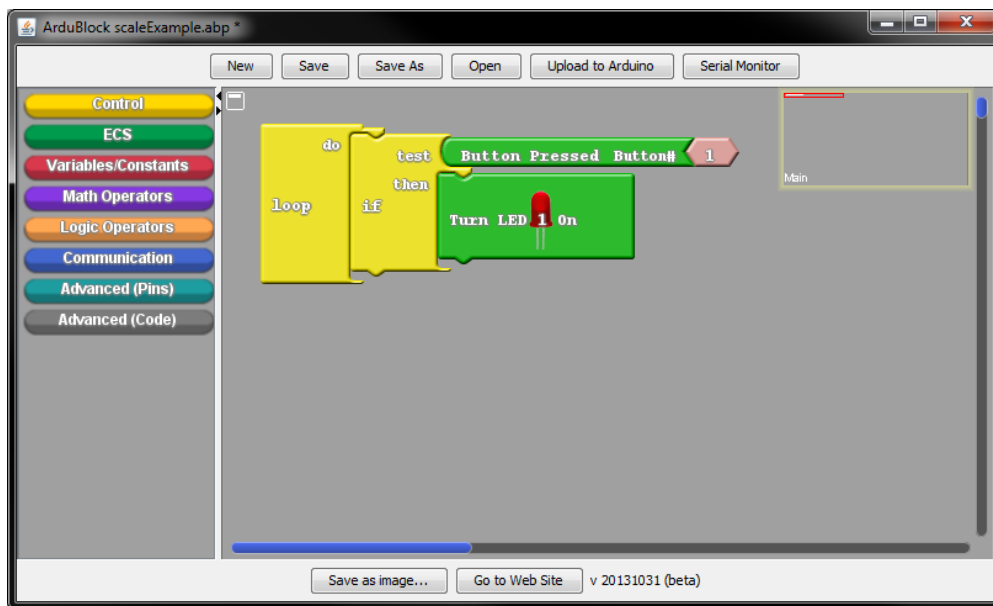 ArduBlock scaleExample.abp *
New Save Save As Open Upload to Arduino Serial Monitor
Control
ECS
Variables/Constants
Math Operators
Logic Operators
Communication
Advanced (Pins)
Advanced (Code)
do
loop
test
if
then
Button Pressed Button# 1
Turn LED 1 On
Main
Save as image... Go to Web Site v 20131031 (beta)